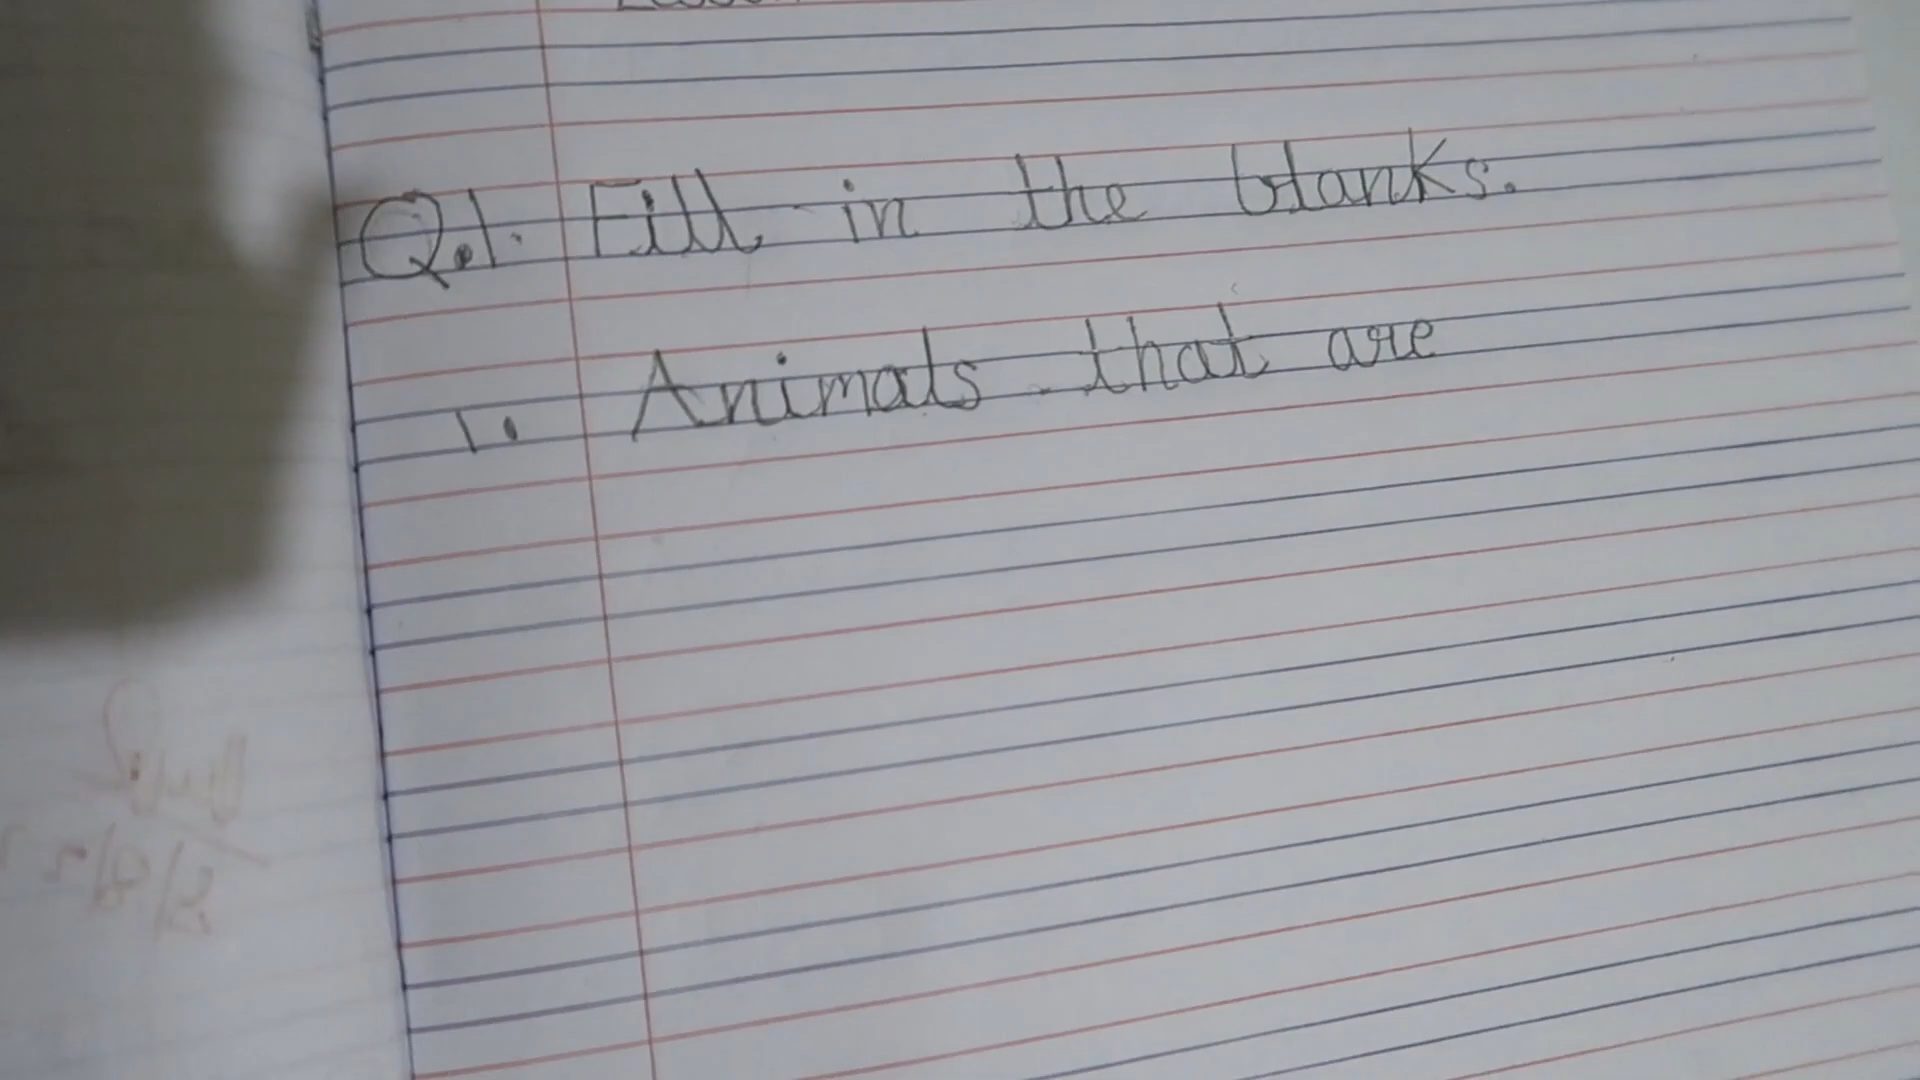 Q.1. Fill in the blanks.
1. Animals that are